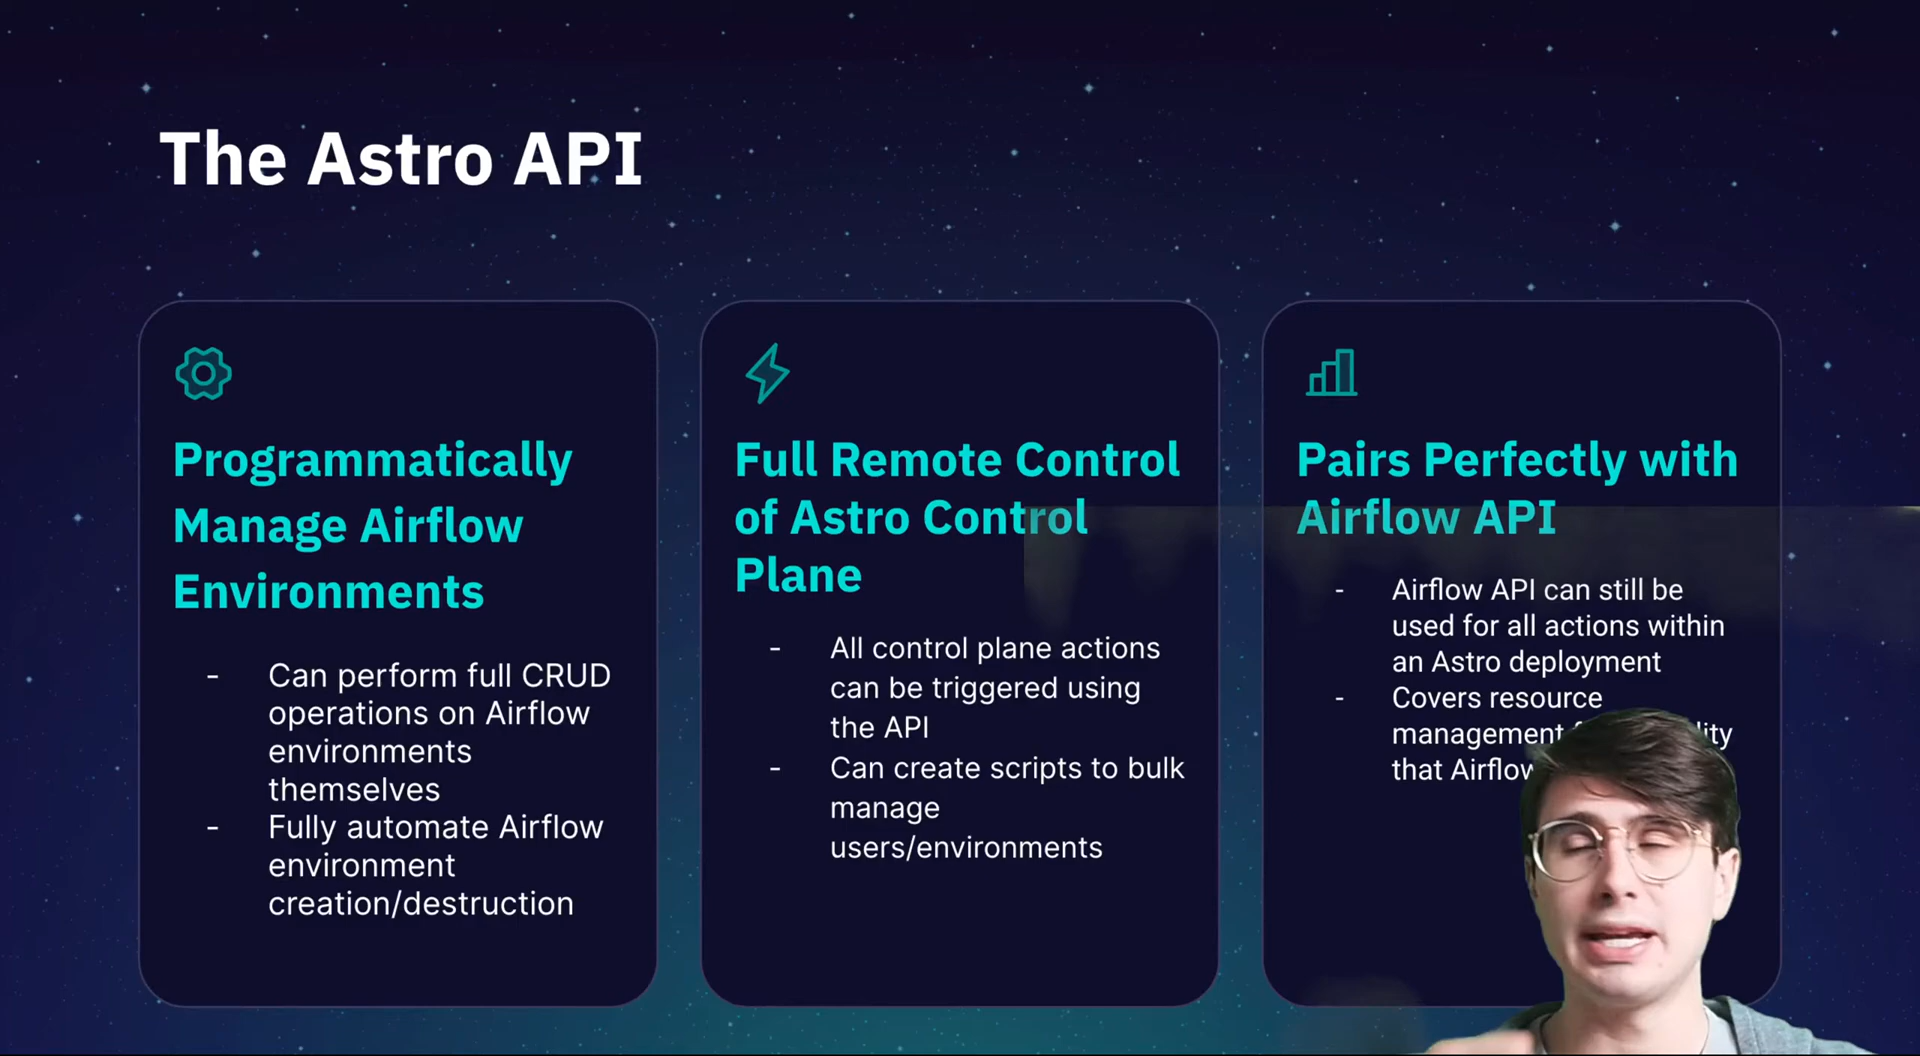 The Astro API
Programmatically
Manage Airflow
Environments
- Can perform full CRUD
operations on Airflow
environments
themselves
- Fully automate Airflow
environment
creation/destruction
Full Remote Control
of Astro Control
Plane
- All control plane actions
can be triggered using
the API
- Can create scripts to bulk
manage
users/environments
Pairs Perfectly with
Airflow API
- Airflow API can still be
used for all actions within
an Astro deployment
- Covers resource
management
that Airflow